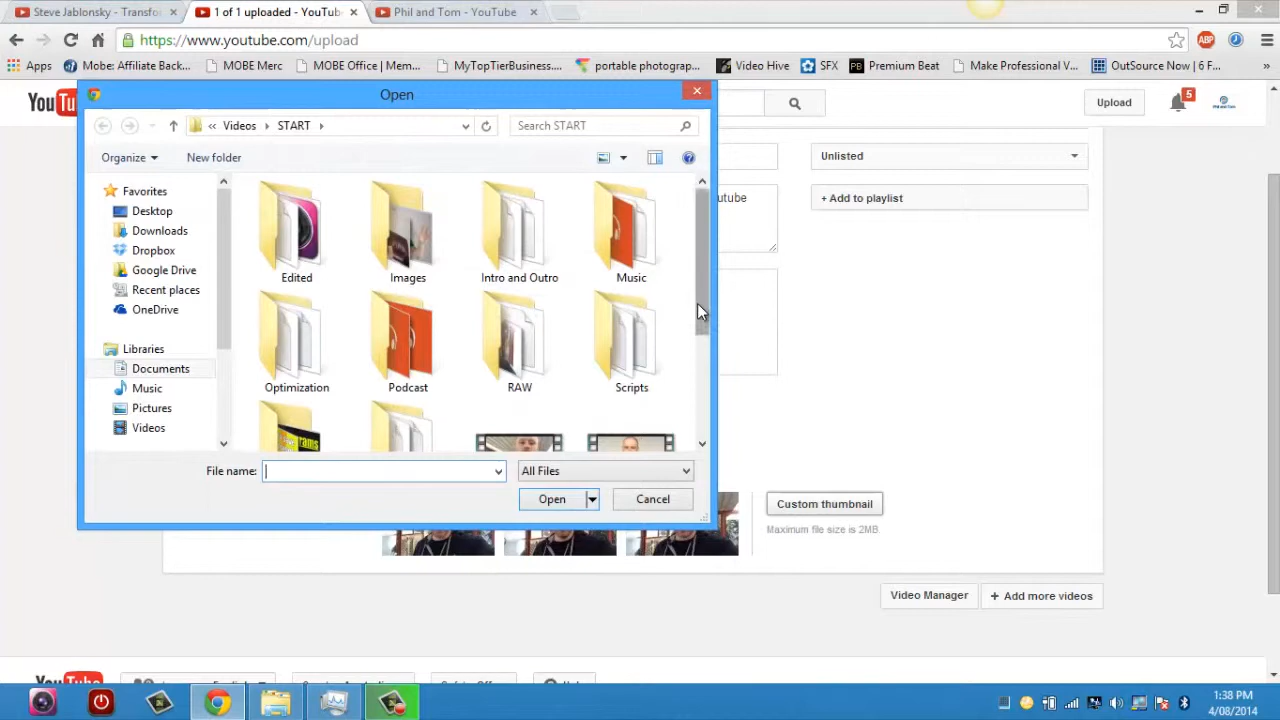 Steve Jablonsky - Transfo
1 of 1 uploaded - YouTub
Phil and Tom - YouTube
https://www.youtube.com/upload
ABP
Apps
Mobe: Affiliate Back...
MOBE Merc
MOBE Office | Mem...
MyTopTierBusiness....
portable photograp...
Video Hive
SFX
PB
Premium Beat
Make Professional V...
OutSource Now | 6 F...
»
Open
You
Upload
5
« Videos START
Search START
Organize
New folder
Unlisted
utube
+ Add to playlist
Favorites
Desktop
Downloads
Dropbox
Google Drive
Recent places
OneDrive
Libraries
Documents
Music
Pictures
Videos
Edited
Images
Intro and Outro
Music
Optimization
Podcast
RAW
Scripts
File name:
All Files
Open
Cancel
Custom thumbnail
Maximum file size is 2MB.
Video Manager
+ Add more videos
You
1:38 PM
4/08/2014